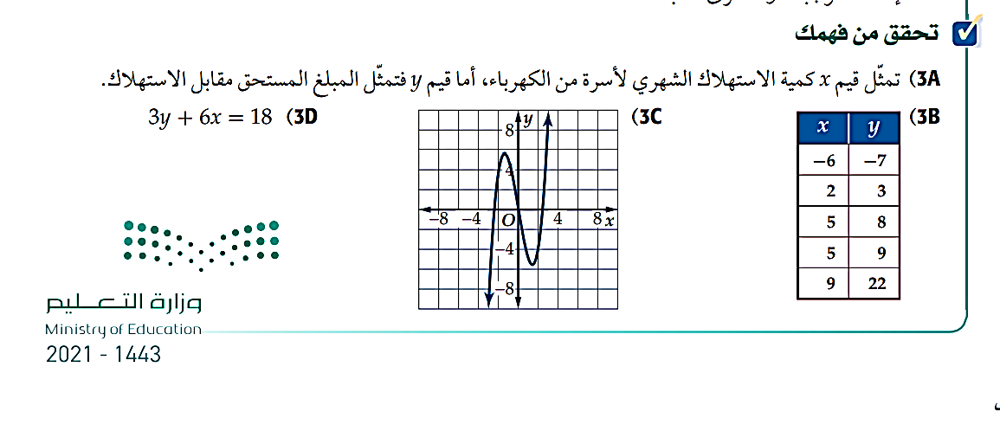 تحقق من فهمك
3A) تمثّل قيم x كمية الاستهلاك الشهري لأسرة من الكهرباء، أما قيم y فتمثّل المبلغ المستحق مقابل الاستهلاك.
3B)
x y
−6 −7
2 3
5 8
5 9
9 22
3C)
y
8
4
−8 −4 O 4 8 x
−4
−8
3D) 3y + 6x = 18
وزارة التعليم
Ministry of Education
2021 - 1443